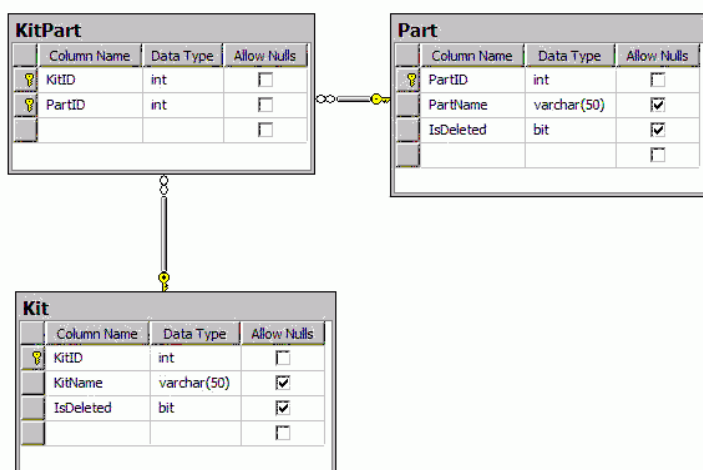 KitPart
Column Name Data Type Allow Nulls
KitID int
PartID int
Part
Column Name Data Type Allow Nulls
PartID int
PartName varchar(50)
IsDeleted bit
Kit
Column Name Data Type Allow Nulls
KitID int
KitName varchar(50)
IsDeleted bit